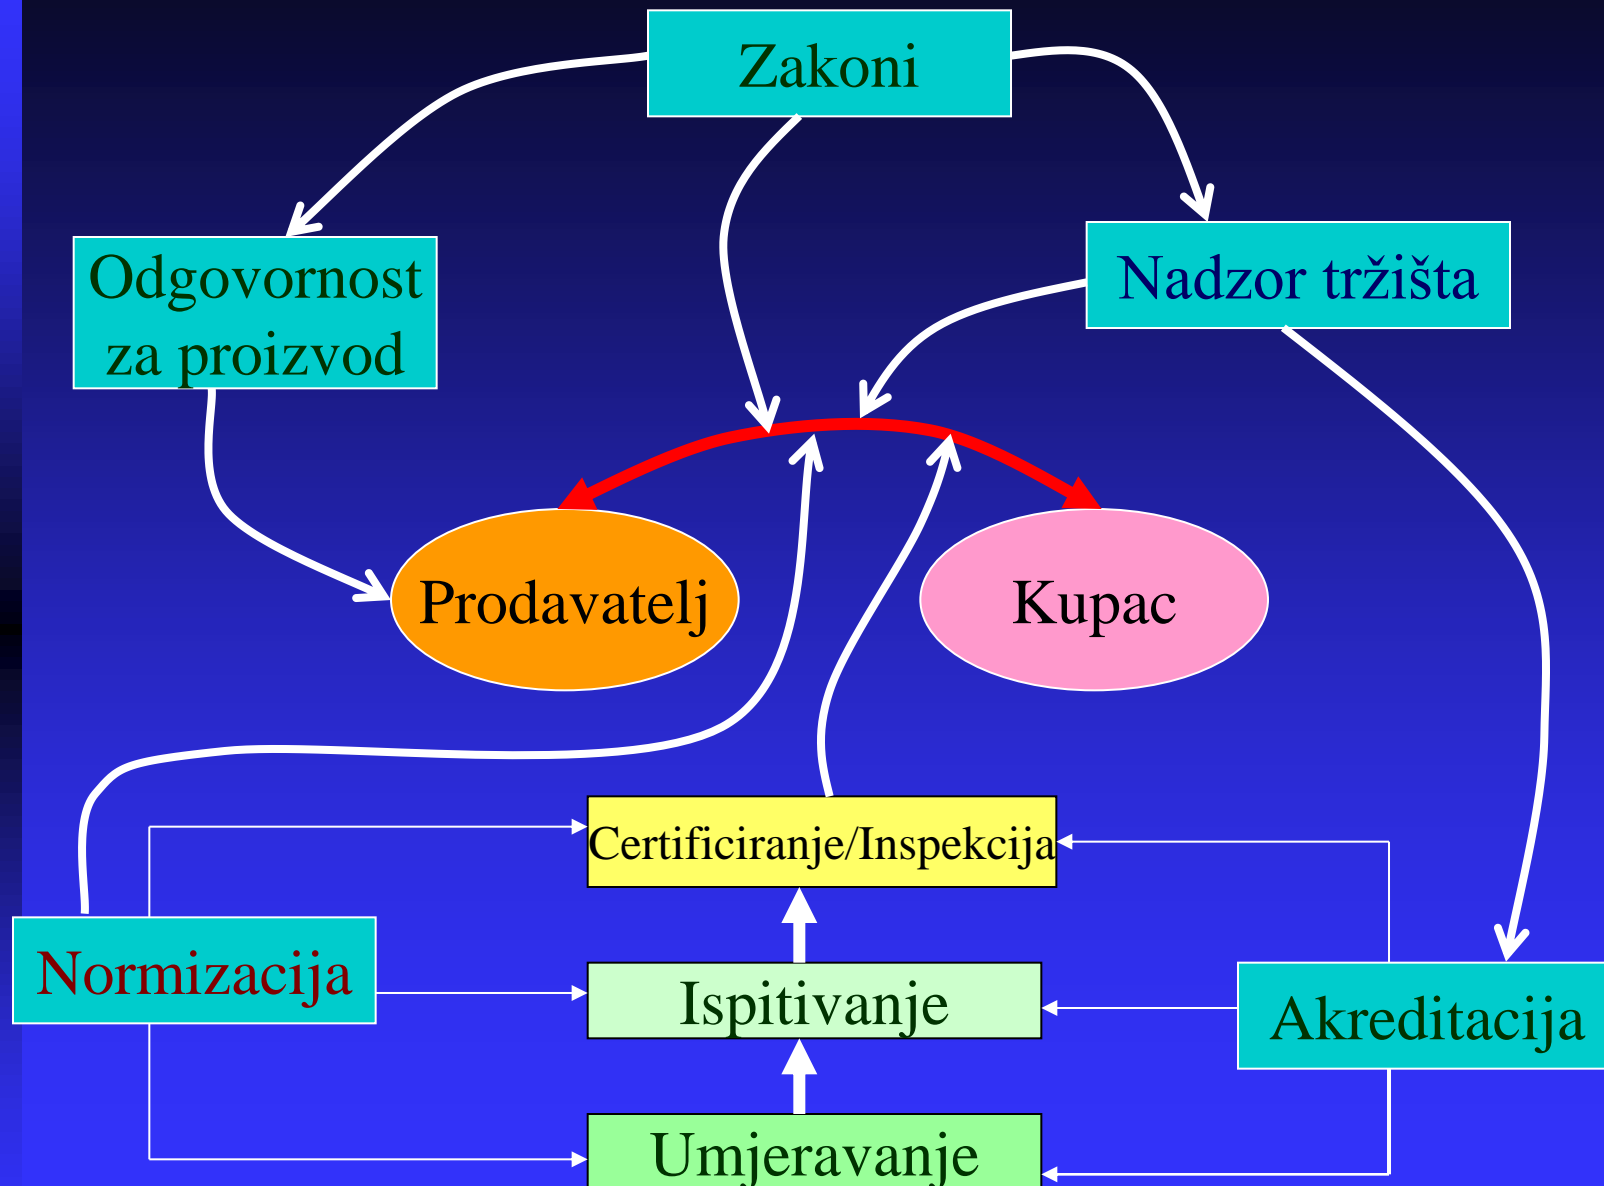 Zakoni
Odgovornost
za proizvod
Nadzor tržišta
Prodavatelj
Kupac
Certificiranje/Inspekcija
Normizacija
Ispitivanje
Akreditacija
Umjeravanje